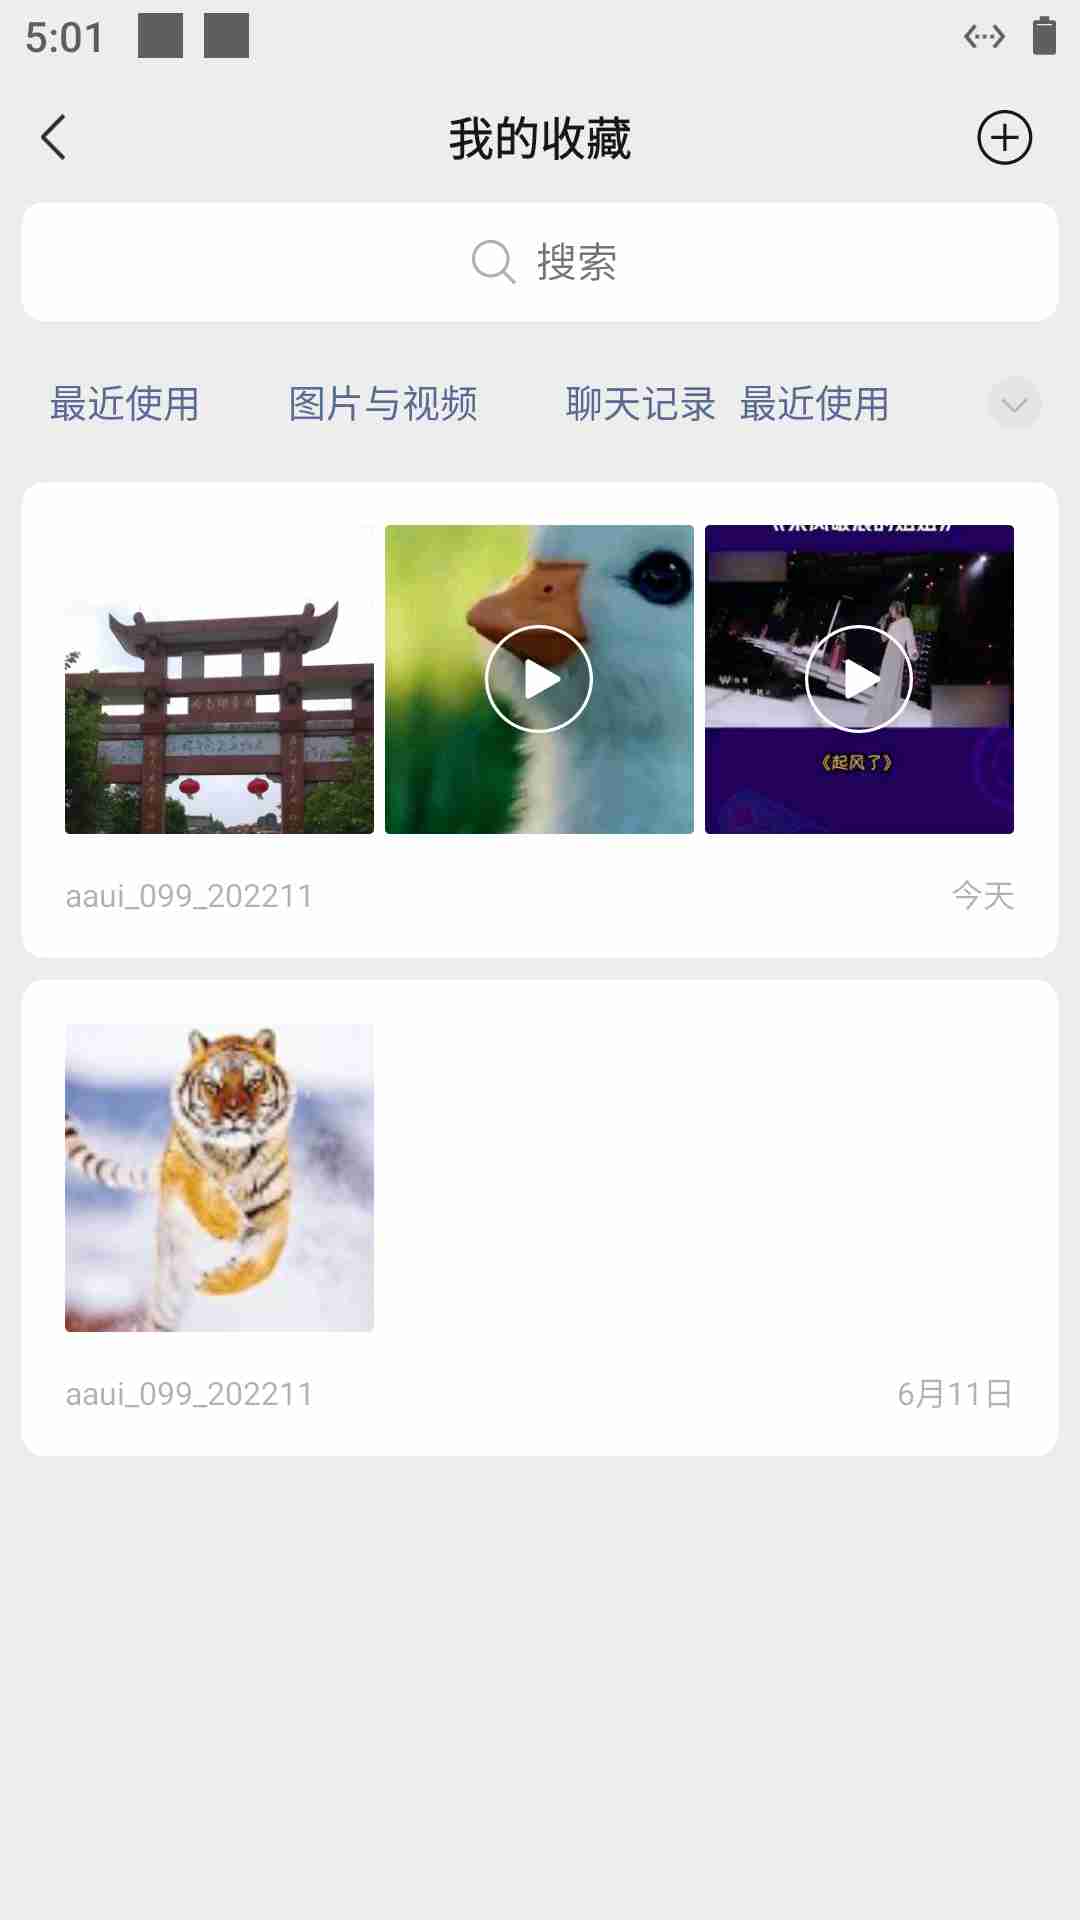 5:01
我的收藏
搜索
最近使用 图片与视频 聊天记录 最近使用
《起风了》
aaui_099_202211 今天
aaui_099_202211 6月11日